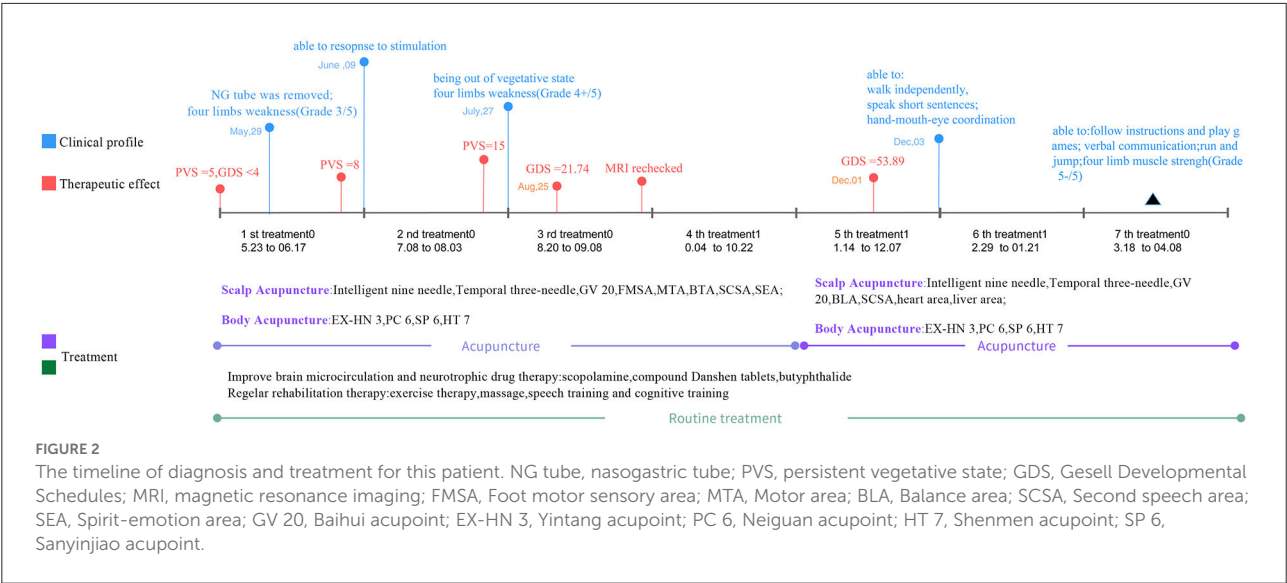 able to resopnse to stimulation
June ,09
NG tube was removed;
four limbs weakness(Grade 3/5)
May,29
being out of vegetative state
four limbs weakness(Grade 4+/5)
July,27
able to:
walk independently,
speak short sentences;
hand-mouth-eye coordination
Dec,03
able to:follow instructions and play g
ames; verbal communication;run and
jump;four limb muscle strengh(Grade
5-/5)
Clinical profile
Therapeutic effect
PVS =5,GDS <4
PVS =8
PVS=15
GDS =21.74
Aug,25
MRI rechecked
GDS =53.89
Dec,01
1 st treatment0
5.23 to 06.17
2 nd treatment0
7.08 to 08.03
3 rd treatment0
8.20 to 09.08
4 th treatment1
0.04 to 10.22
5 th treatment1
1.14 to 12.07
6 th treatment1
2.29 to 01.21
7 th treatment0
3.18 to 04.08
Scalp Acupuncture:Intelligent nine needle,Temporal three-needle,GV 20,FMSA,MTA,BTA,SCSA,SEA;
Body Acupuncture:EX-HN 3,PC 6,SP 6,HT 7
Acupuncture
Scalp Acupuncture:Intelligent nine needle,Temporal three-needle,GV
20,BLA,SCSA,heart area,liver area;
Body Acupuncture:EX-HN 3,PC 6,SP 6,HT 7
Acupuncture
Treatment
Improve brain microcirculation and neurotrophic drug therapy:scopolamine,compound Danshen tablets,butyphthalide
Regelar rehabilitation therapy:exercise therapy,massage,speech training and cognitive training
Routine treatment
FIGURE 2
The timeline of diagnosis and treatment for this patient. NG tube, nasogastric tube; PVS, persistent vegetative state; GDS, Gesell Developmental
Schedules; MRI, magnetic resonance imaging; FMSA, Foot motor sensory area; MTA, Motor area; BLA, Balance area; SCSA, Second speech area;
SEA, Spirit-emotion area; GV 20, Baihui acupoint; EX-HN 3, Yintang acupoint; PC 6, Neiguan acupoint; HT 7, Shenmen acupoint; SP 6,
Sanyinjiao acupoint.